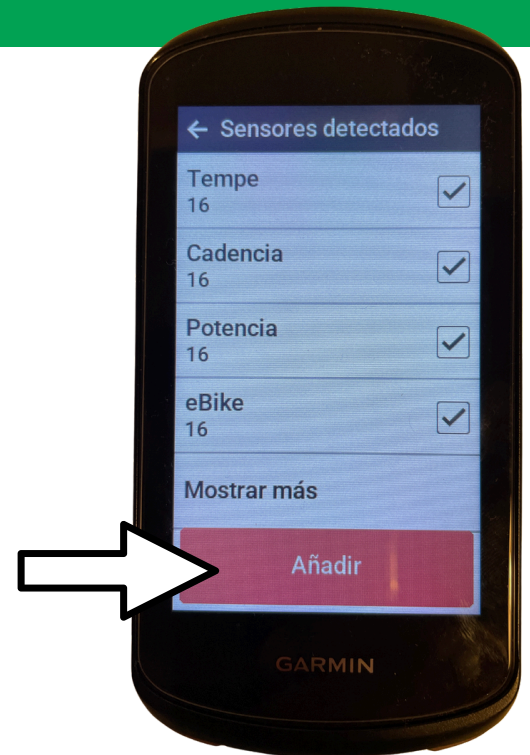 ← Sensores detectados
Tempe
16
Cadencia
16
Potencia
16
eBike
16
Mostrar más
Añadir
GARMIN